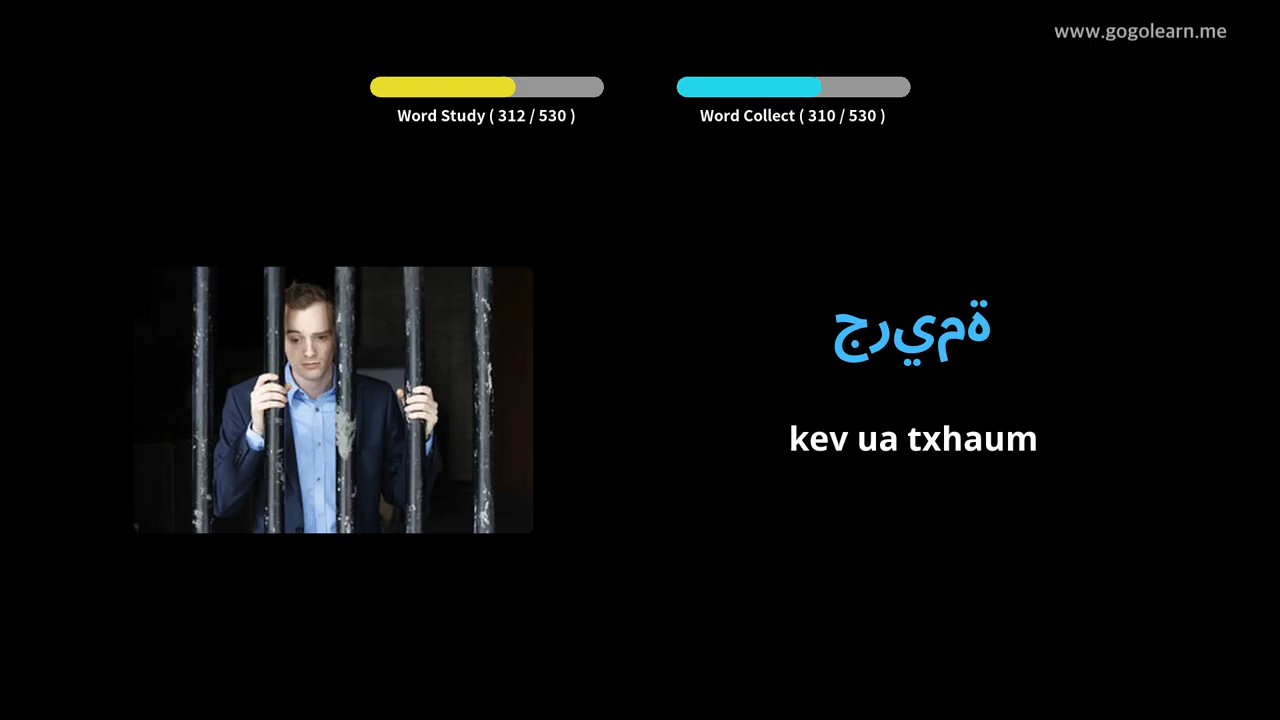 www.gogolearn.me
Word Study ( 312 / 530 )
Word Collect ( 310 / 530 )
جريمة
kev ua txhaum